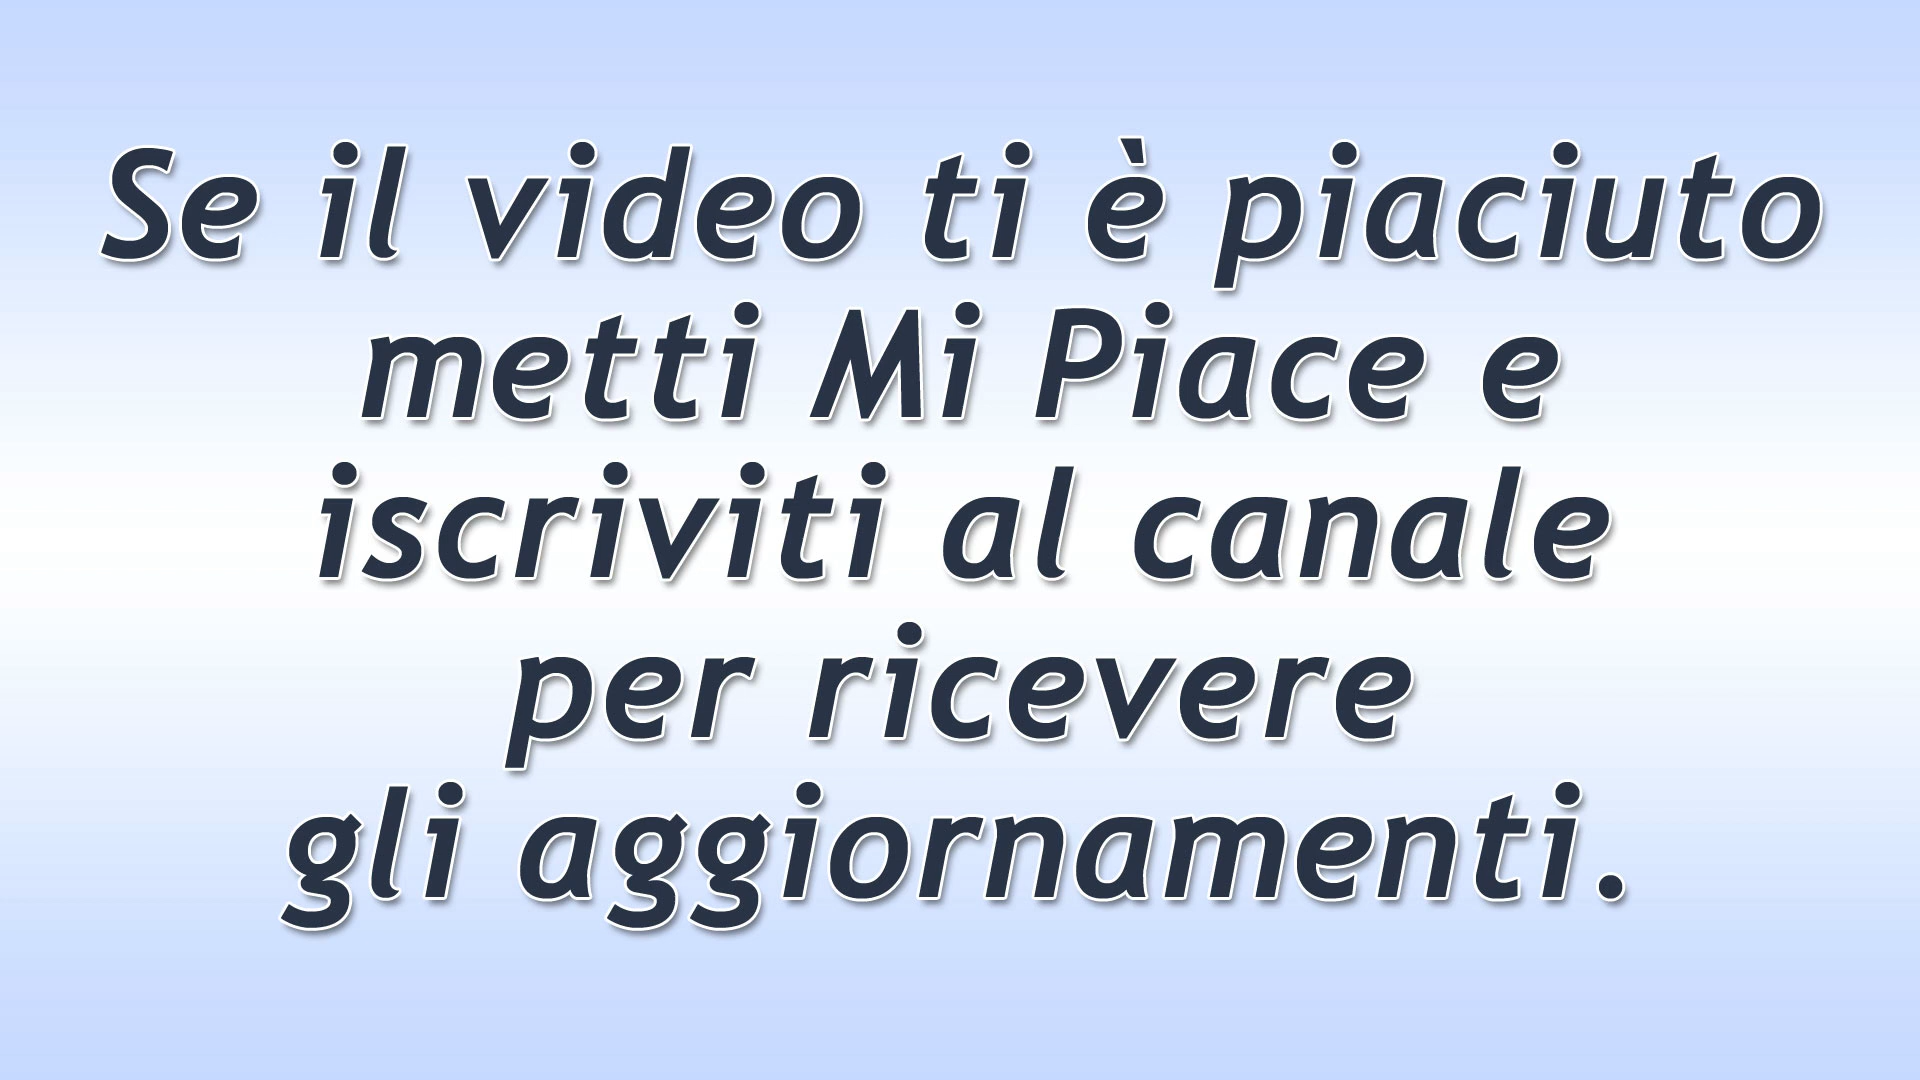 Se il video ti è piaciuto
metti Mi Piace e
iscriviti al canale
per ricevere
gli aggiornamenti.